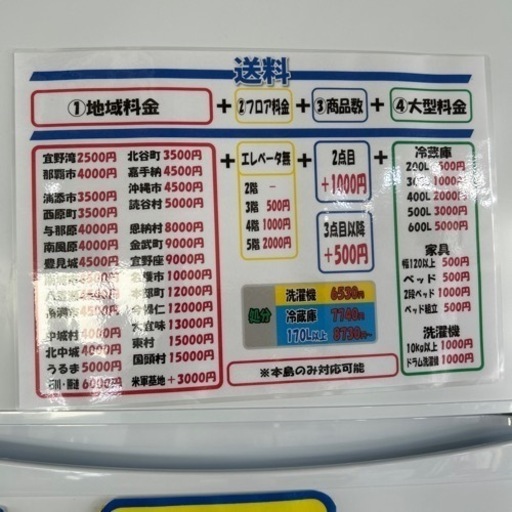 送料
①地域料金 + ②フロア料金 + ③商品数 + ④大型料金
宜野湾 2500円
那覇市 4000円
浦添市 3500円
西原町 3500円
与那原 4000円
南風原 4000円
豊見城 4500円
中城村 4000円
北中城 4000円
うるま 5000円
6000円
北谷町 3500円
嘉手納 4500円
沖縄市 4500円
読谷村 5000円
恩納村 8000円
金武町 9000円
宜野座 9000円
名護市 10000円
本部町 12000円
今帰仁 12000円
大宜味 13000円
東村 15000円
国頭村 15000円
米軍基地 +3000円
+
エレベータ無
2階 -
3階 500円
4階 1000円
5階 2000円
+
2点目
+1000円
3点目以降
+500円
+
冷蔵庫
200L 500円
300L 1000円
400L 2000円
500L 3000円
600L 5000円
家具
幅120以上 500円
ベッド 500円
2段ベッド 1000円
ベッド組立 500円
洗濯機
10kg以上 1000円
ドラム洗濯機 1000円
処分
洗濯機 6530円
冷蔵庫 7740円
170L以上 8730円~
※本島のみ対応可能